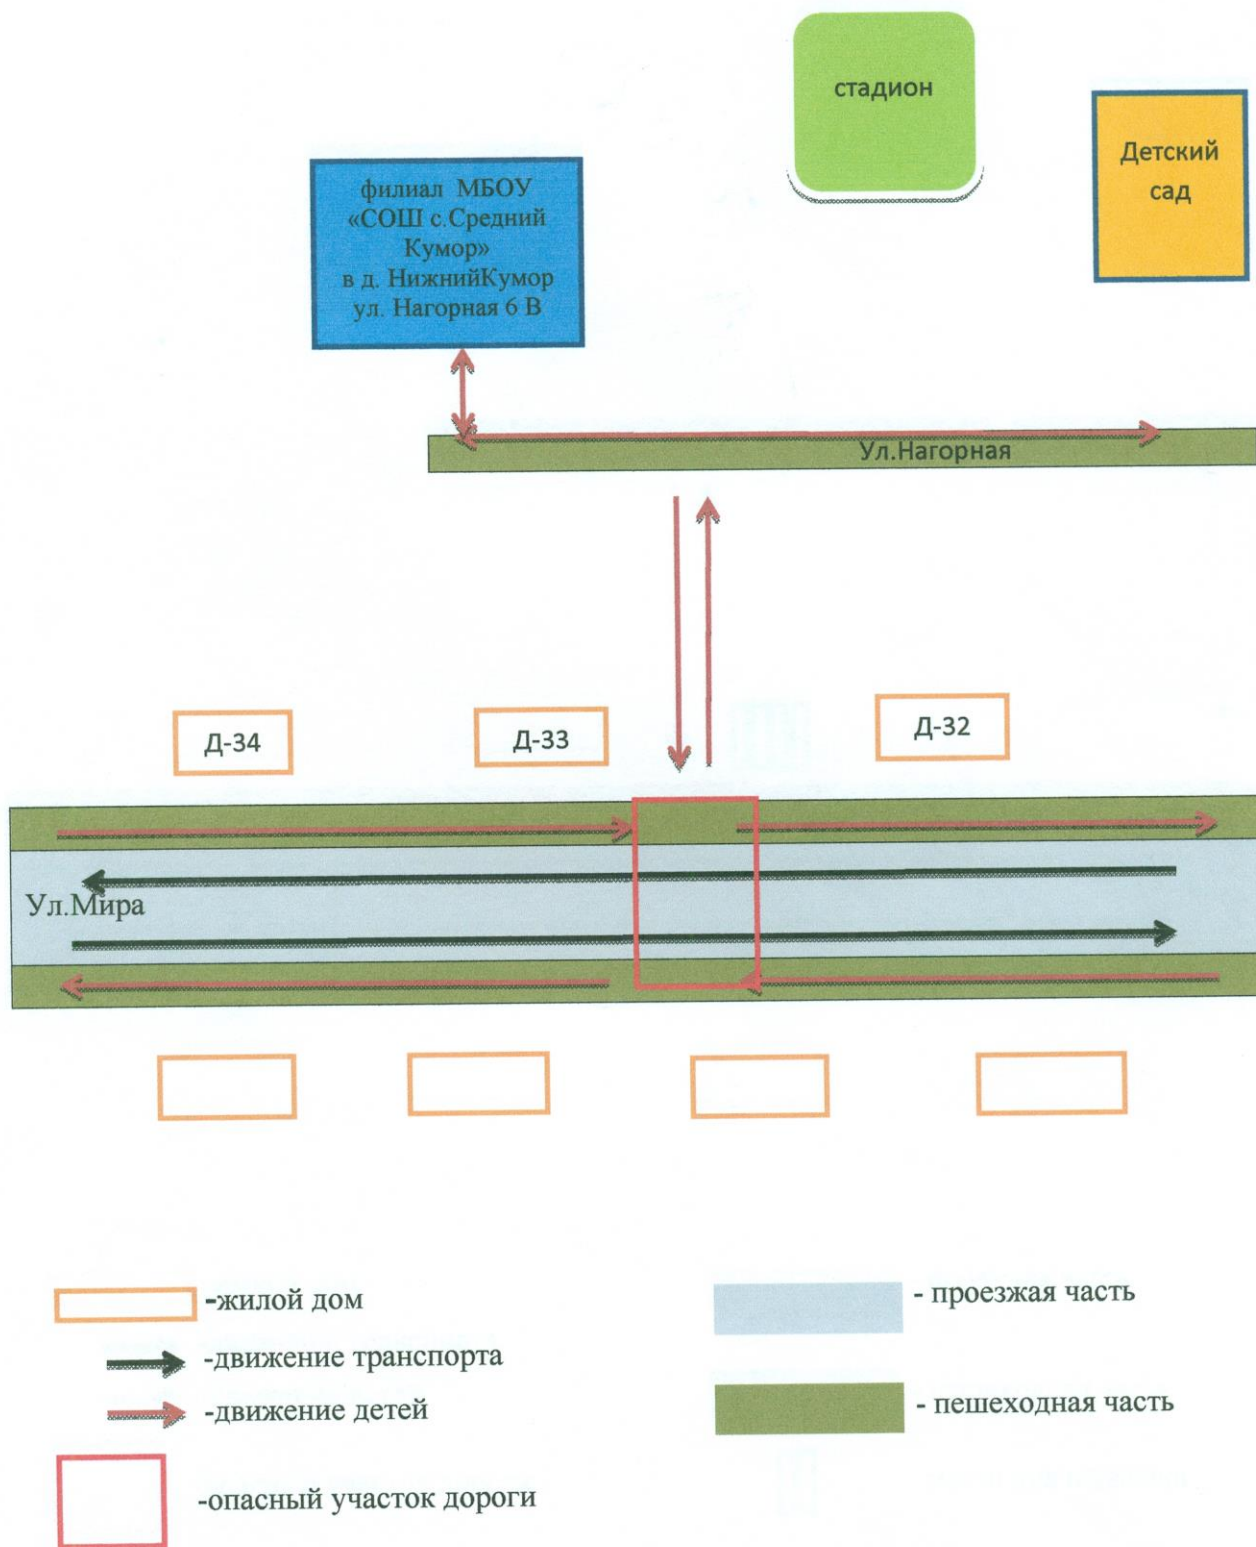 стадион
Детский
сад
филиал МБОУ
«СОШ с.Средний
Кумор»
в д. НижнийКумор
ул. Нагорная 6 В
Ул.Нагорная
Д-34
Д-33
Д-32
Ул.Мира
-жилой дом
-движение транспорта
-движение детей
-опасный участок дороги
- проезжая часть
- пешеходная часть